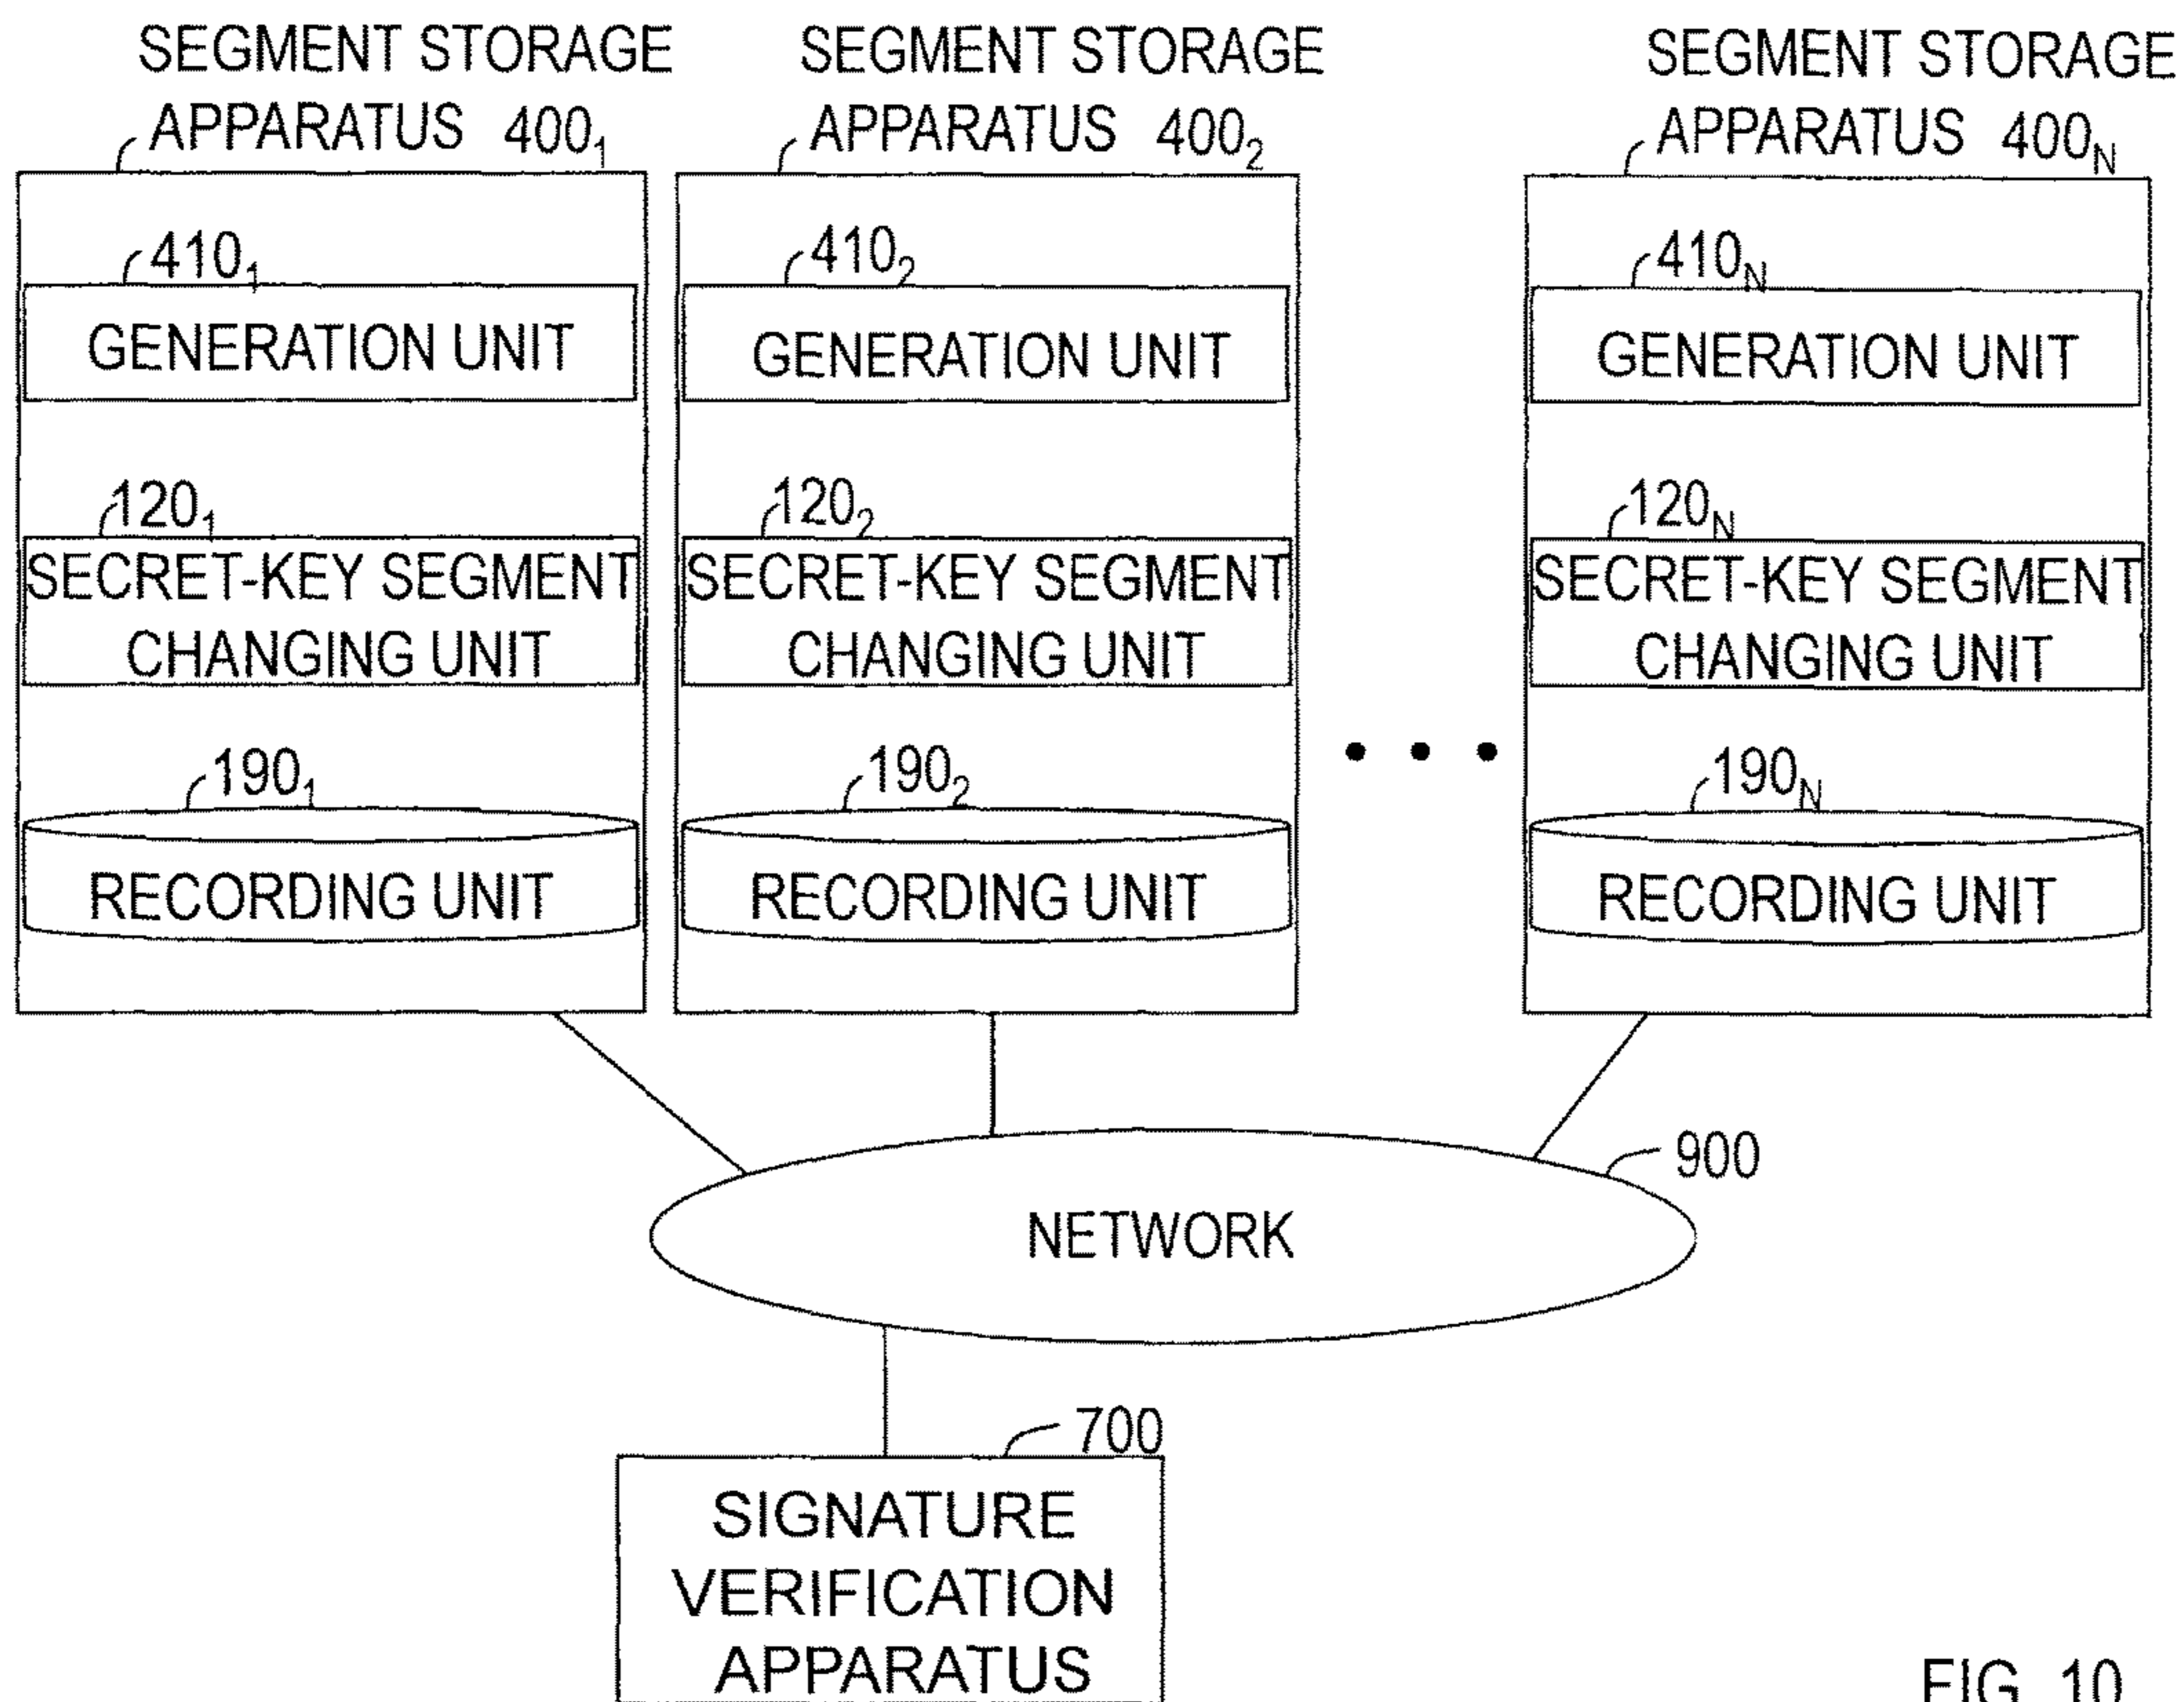 SEGMENT STORAGE
APPARATUS 400₁
SEGMENT STORAGE
APPARATUS 400₂
SEGMENT STORAGE
APPARATUS 400N
410₁
GENERATION UNIT
410₂
GENERATION UNIT
410N
GENERATION UNIT
120₁
SECRET-KEY SEGMENT
CHANGING UNIT
120₂
SECRET-KEY SEGMENT
CHANGING UNIT
120N
SECRET-KEY SEGMENT
CHANGING UNIT
• • •
190₁
RECORDING UNIT
190₂
RECORDING UNIT
190N
RECORDING UNIT
900
NETWORK
700
SIGNATURE
VERIFICATION
APPARATUS
FIG. 10